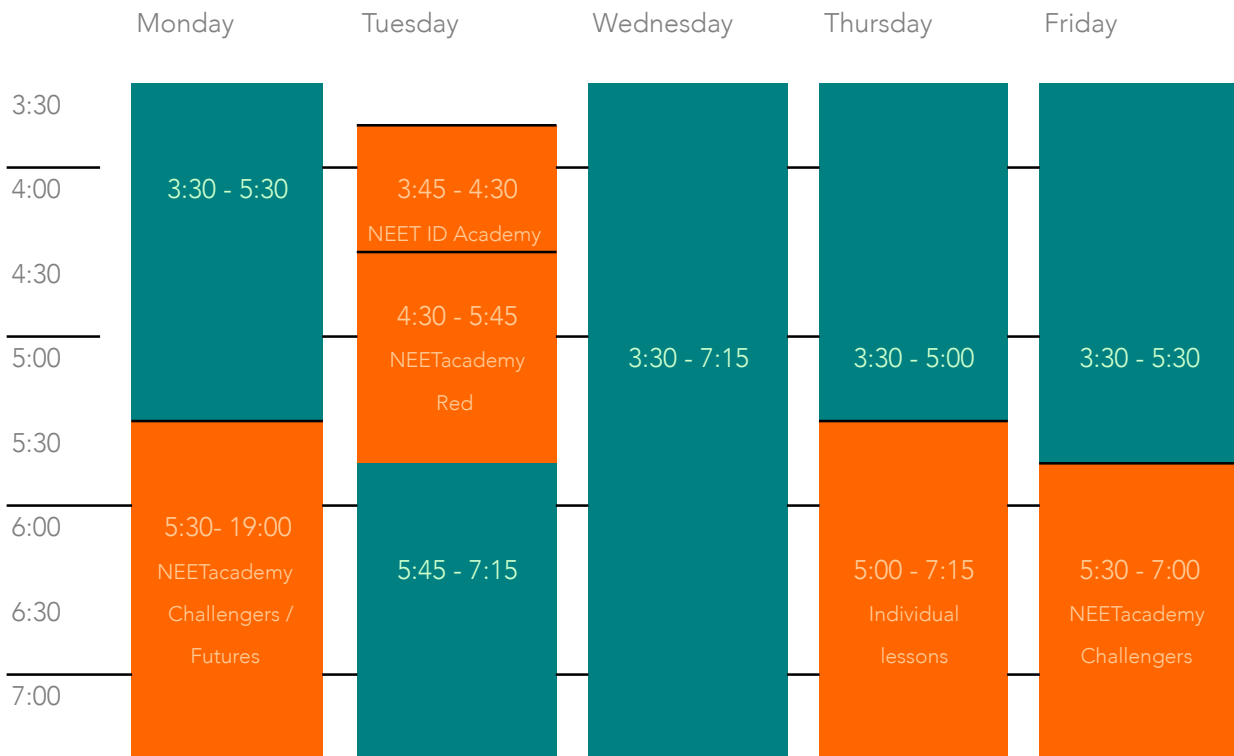 Monday
Tuesday
Wednesday
Thursday
Friday
3:30
4:00
4:30
5:00
5:30
6:00
6:30
7:00
3:30 - 5:30
5:30- 19:00
NEETacademy
Challengers /
Futures
3:45 - 4:30
NEET ID Academy
4:30 - 5:45
NEETacademy
Red
5:45 - 7:15
3:30 - 7:15
3:30 - 5:00
5:00 - 7:15
Individual
lessons
3:30 - 5:30
5:30 - 7:00
NEETacademy
Challengers